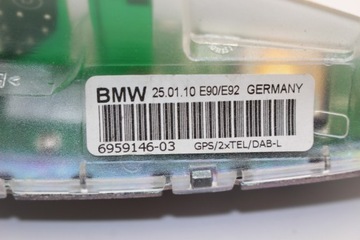 BMW 25.01.10 E90/E92 GERMANY
6959146-03 GPS/2xTEL/DAB-L